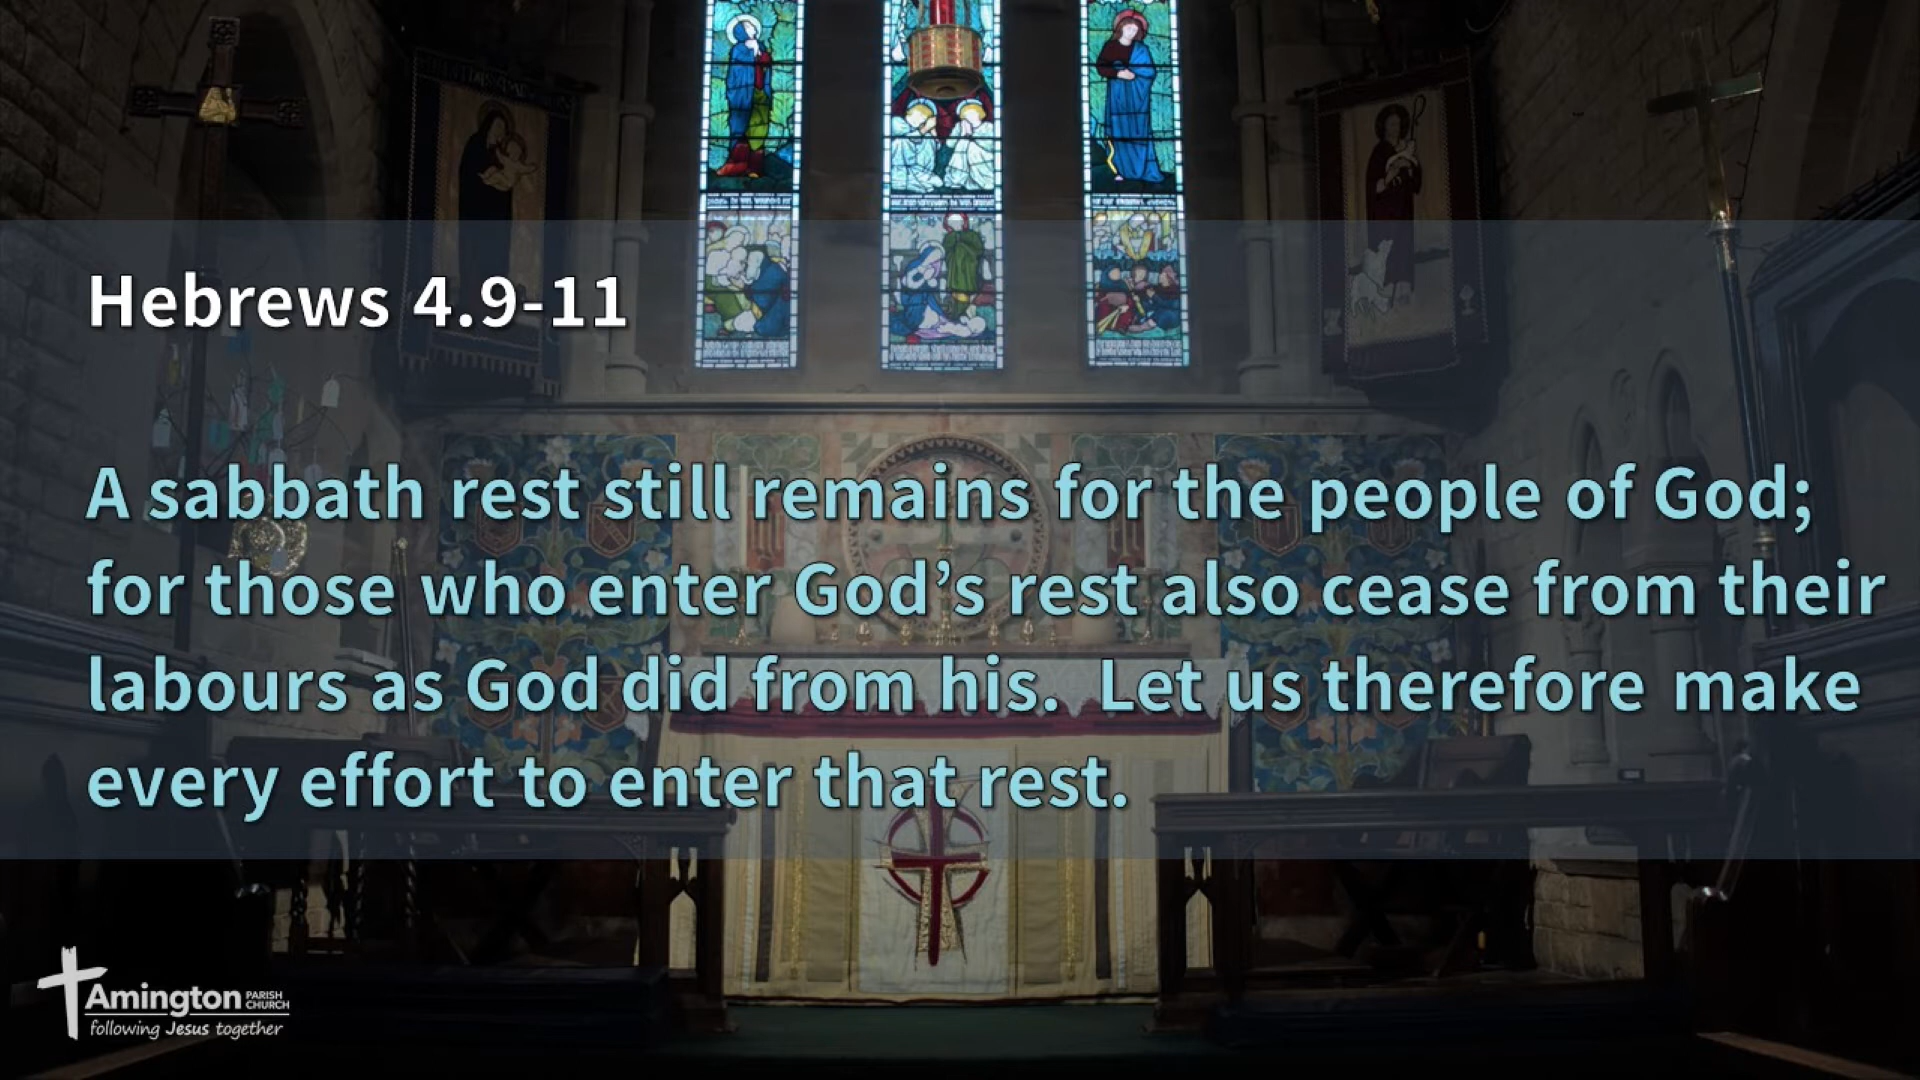 Hebrews 4.9-11
A sabbath rest still remains for the people of God;
for those who enter God’s rest also cease from their
labours as God did from his.  Let us therefore make
every effort to enter that rest.
Amington PARISH CHURCH
following Jesus together